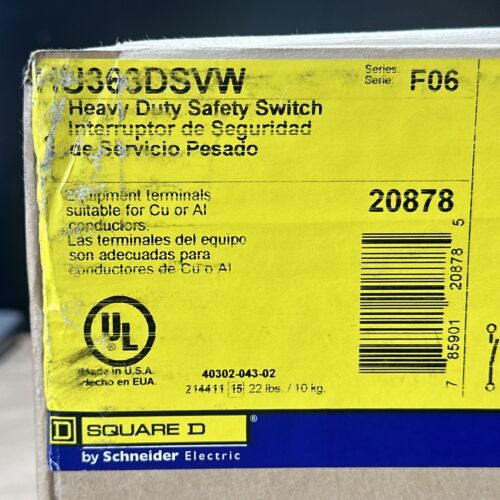 HU363DSVW
Series: F06
Serie:
Heavy Duty Safety Switch
Interruptor de Seguridad
de Servicio Pesado
Equipment terminals
suitable for Cu or Al
conductors.
Las terminales del equipo
son adecuadas para
conductores de Cu o Al
20878
7 85901 20878 5
UL
Made in U.S.A.
Hecho en EUA.
40302-043-02
214411 15 22 lbs. / 10 kg.
D SQUARE D ®
by Schneider Electric